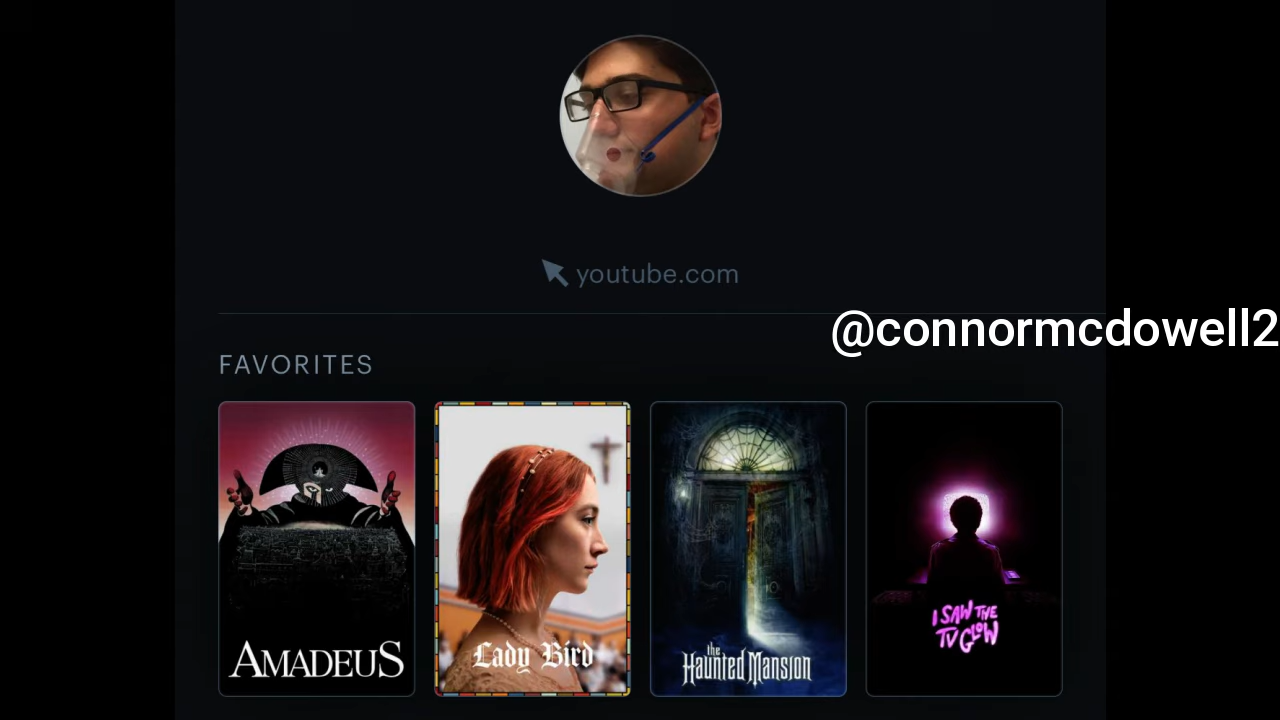 youtube.com
@connormcdowell2
FAVORITES
AMADEUS
Lady Bird
the
Haunted Mansion
I SAW THE
TV GLOW